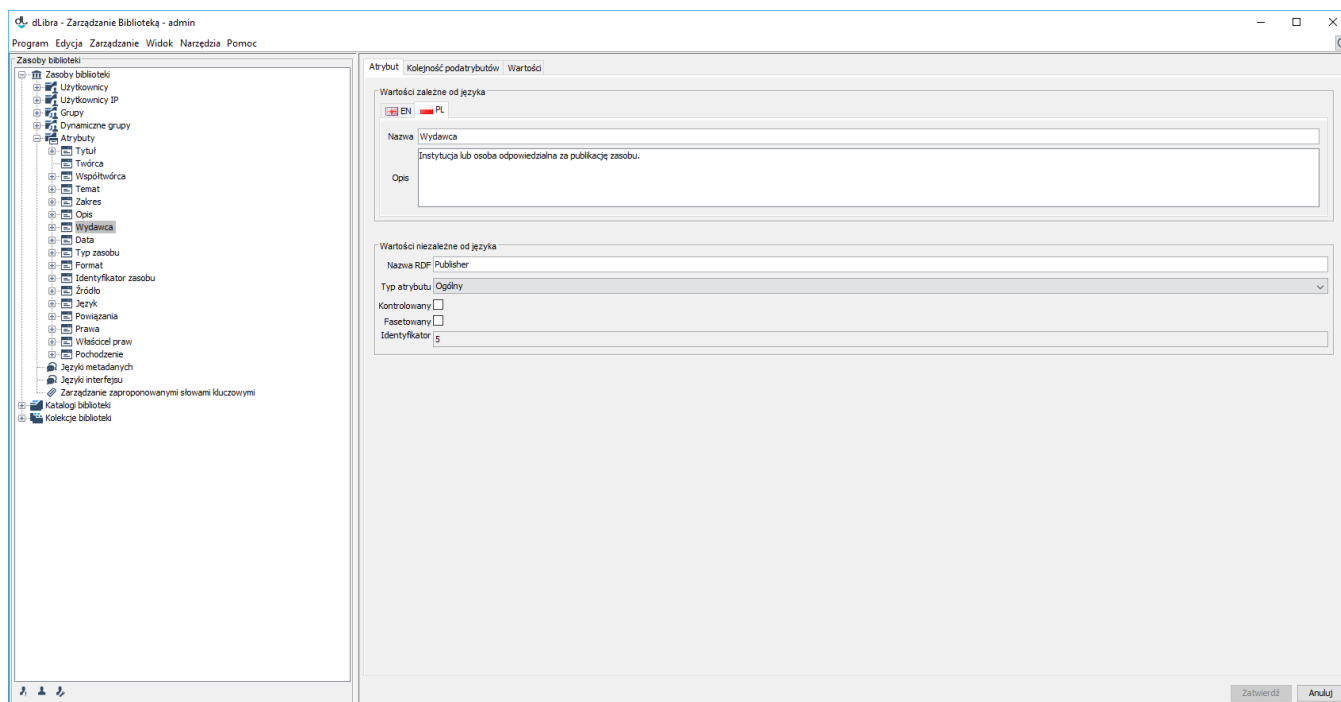 dLibra - Zarządzanie Biblioteką - admin
Program Edycja Zarządzanie Widok Narzędzia Pomoc
Zasoby biblioteki
Zasoby biblioteki
Użytkownicy
Użytkownicy IP
Grupy
Dynamiczne grupy
Atrybuty
Tytuł
Twórca
Współtwórca
Temat
Zakres
Opis
Wydawca
Data
Typ zasobu
Format
Identyfikator zasobu
Źródło
Język
Powiązania
Prawa
Właścicel praw
Pochodzenie
Języki metadanych
Języki interfejsu
Zarządzanie zaproponowanymi słowami kluczowymi
Katalogi biblioteki
Kolekcje biblioteki
Atrybut Kolejność podatrybutów Wartości
Wartości zależne od języka
EN PL
Nazwa Wydawca
Opis Instytucja lub osoba odpowiedzialna za publikację zasobu.
Wartości niezależne od języka
Nazwa RDF Publisher
Typ atrybutu Ogólny
Kontrolowany
Fasetowany
Identyfikator 5
Zatwierdź Anuluj